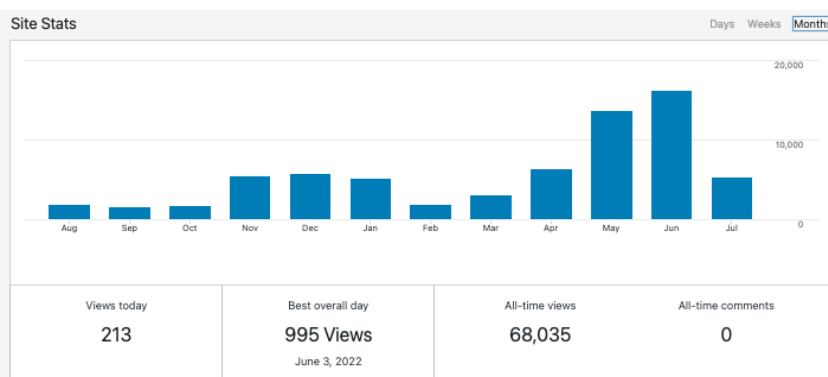 Site Stats
Days Weeks Months
20,000
10,000
0
Aug Sep Oct Nov Dec Jan Feb Mar Apr May Jun Jul
Views today
213
Best overall day
995 Views
June 3, 2022
All-time views
68,035
All-time comments
0